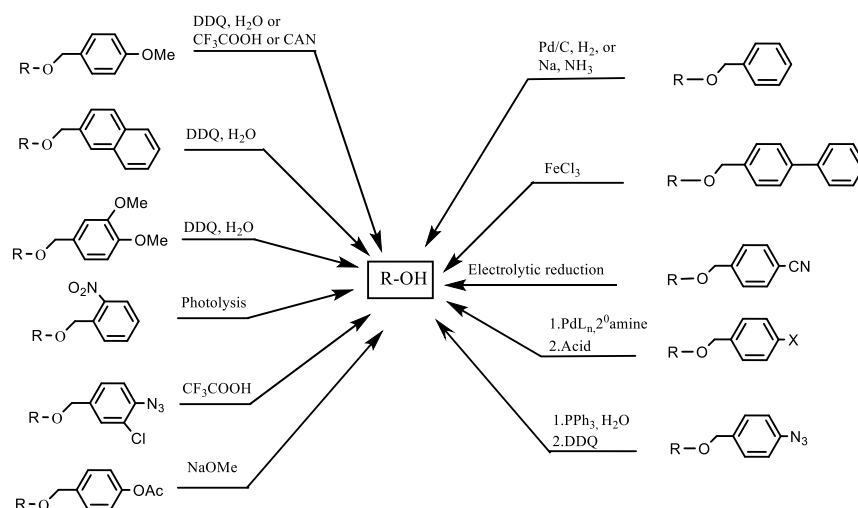 DDQ, H2O or
CF3COOH or CAN
R-O
OMe
Pd/C, H2, or
Na, NH3
R—O
DDQ, H2O
R-O
FeCl3
R—O
OMe
OMe
DDQ, H2O
R-O
R-OH
Electrolytic reduction
R—O
CN
O2N
Photolysis
R—O
1.PdLn,2⁰amine
2.Acid
R—O
X
CF3COOH
R-O
N3
Cl
1.PPh3, H2O
2.DDQ
R—O
N3
NaOMe
R-O
OAc